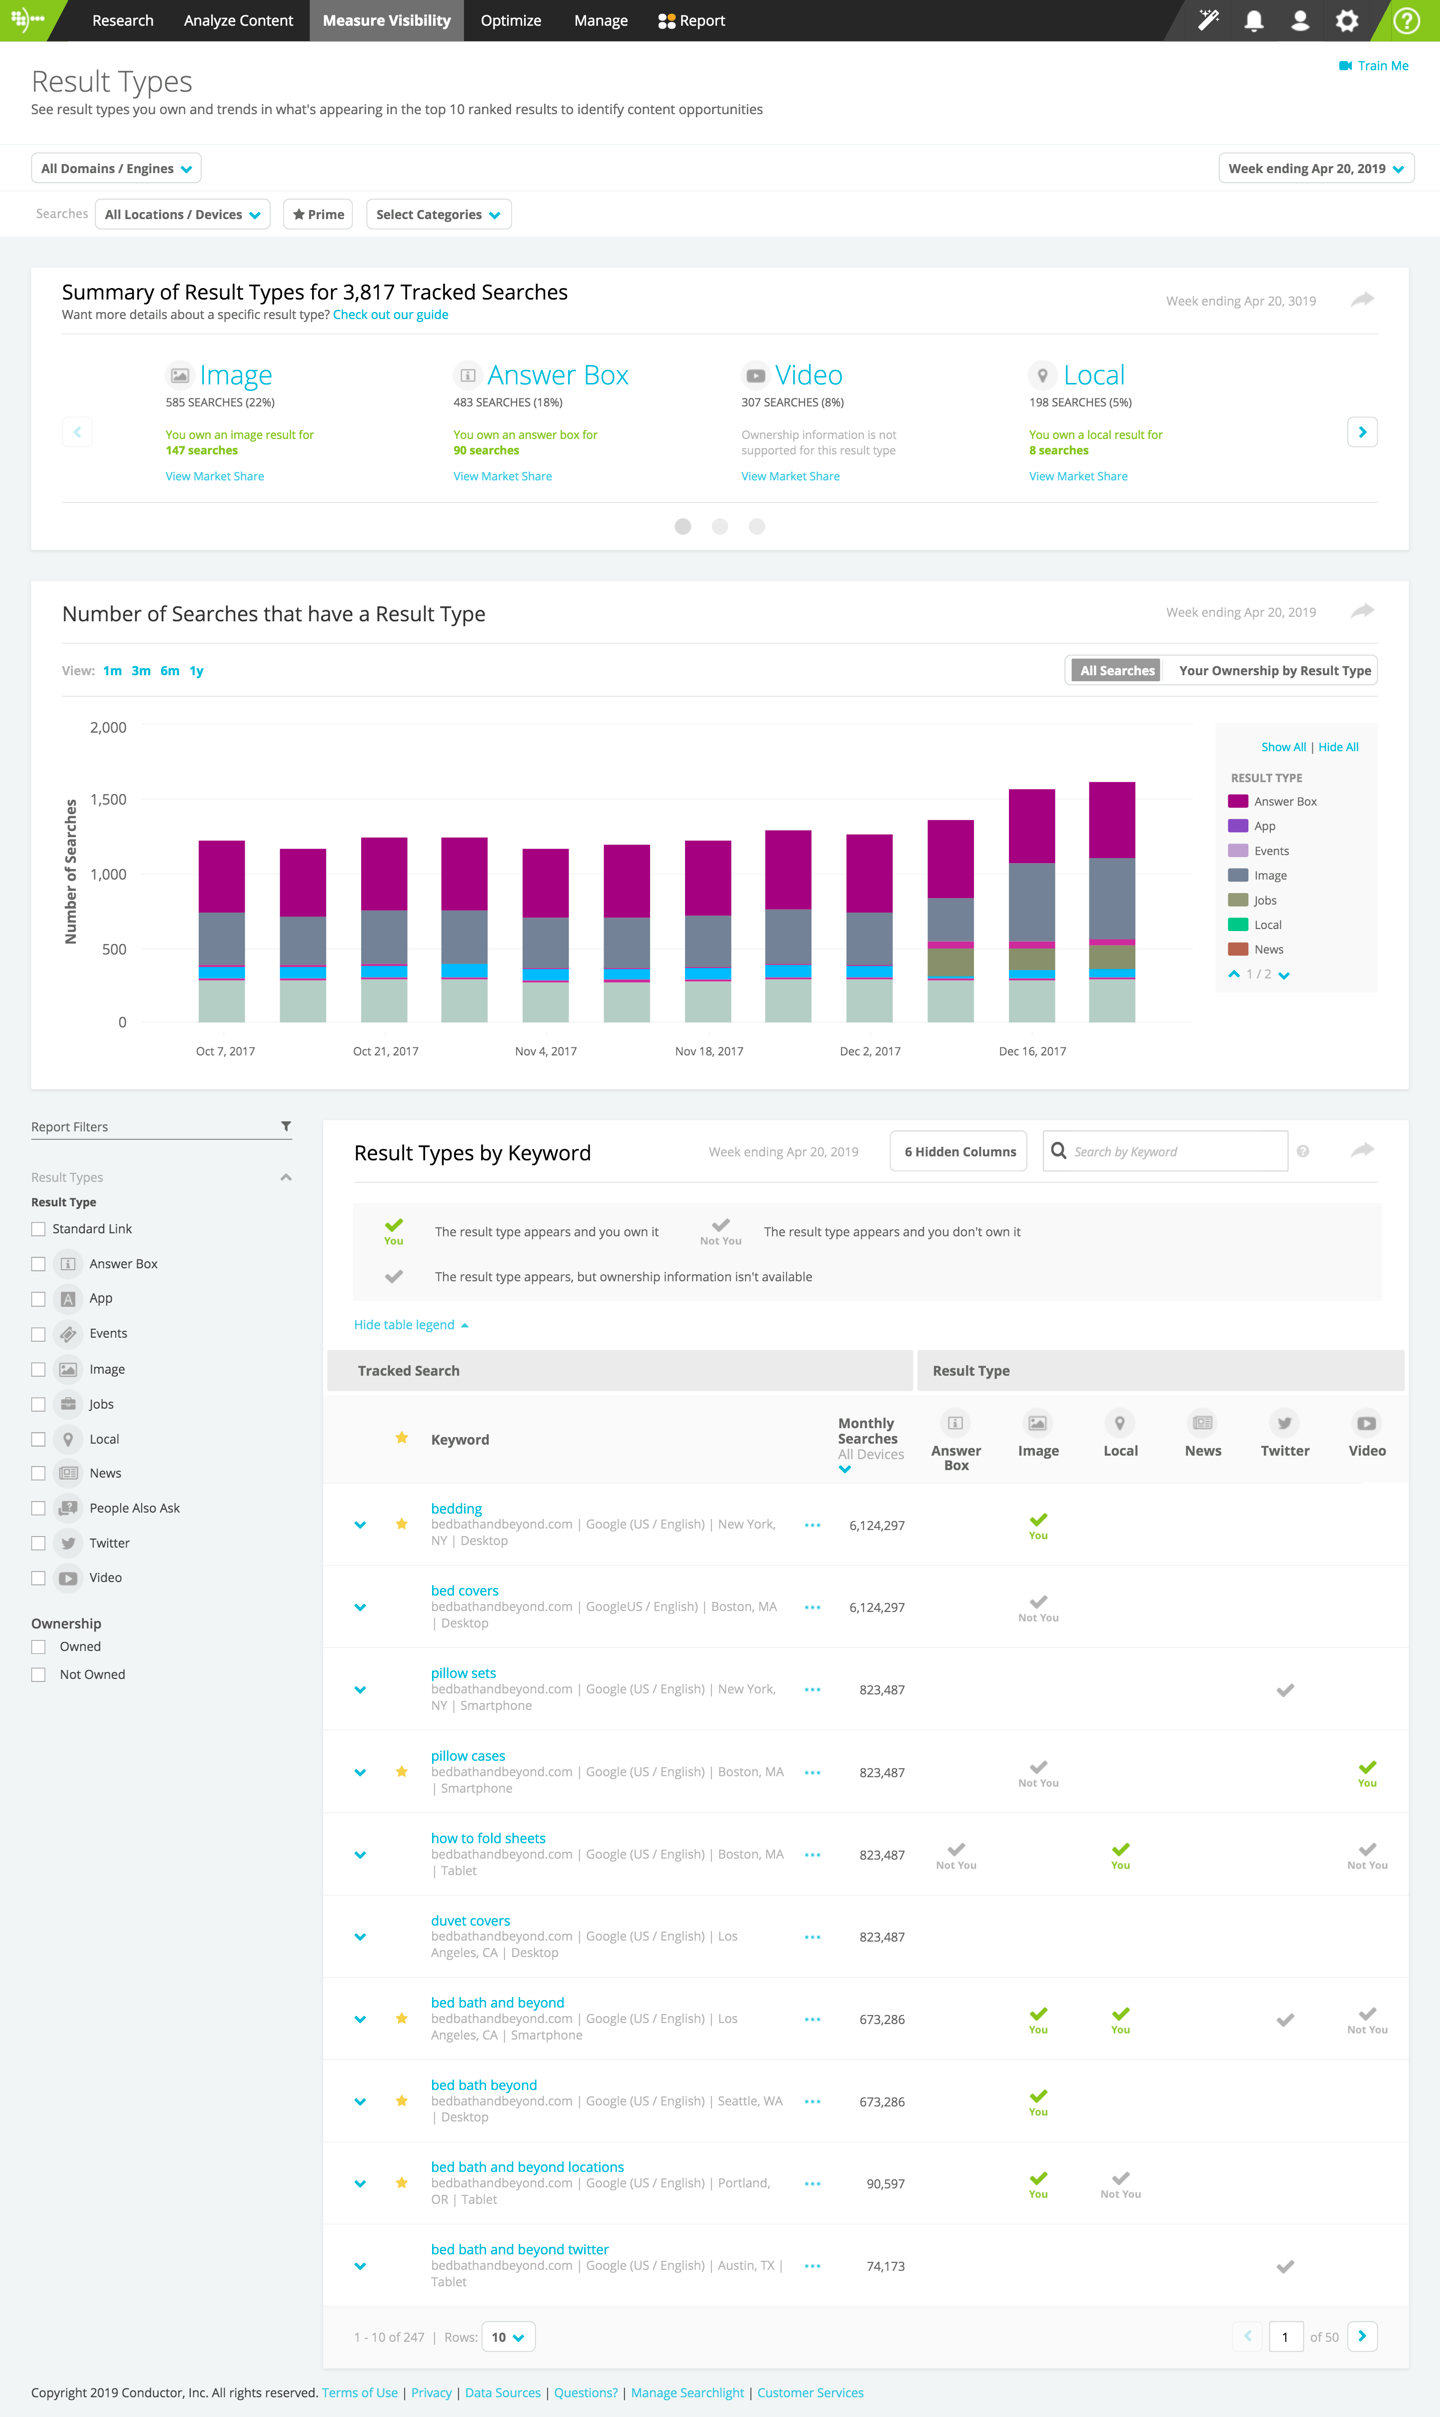 Research Analyze Content Measure Visibility Optimize Manage Report
Train Me
Result Types
See result types you own and trends in what's appearing in the top 10 ranked results to identify content opportunities
All Domains / Engines Week ending Apr 20, 2019
Searches All Locations / Devices Prime Select Categories
Summary of Result Types for 3,817 Tracked Searches
Week ending Apr 20, 3019
Want more details about a specific result type? Check out our guide
Image Answer Box Video Local
585 SEARCHES (22%) 483 SEARCHES (18%) 307 SEARCHES (8%) 198 SEARCHES (5%)
You own an image result for You own an answer box for Ownership information is not You own a local result for
147 searches 90 searches supported for this result type 8 searches
View Market Share View Market Share View Market Share View Market Share
Number of Searches that have a Result Type Week ending Apr 20, 2019
View: 1m 3m 6m 1y All Searches Your Ownership by Result Type
2,000
1,500
1,000
500
0
Number of Searches
Oct 7, 2017 Oct 21, 2017 Nov 4, 2017 Nov 18, 2017 Dec 2, 2017 Dec 16, 2017
Show All | Hide All
RESULT TYPE
Answer Box
App
Events
Image
Jobs
Local
News
1 / 2
Report Filters
Result Types
Result Type
Standard Link
Answer Box
App
Events
Image
Jobs
Local
News
People Also Ask
Twitter
Video
Ownership
Owned
Not Owned
Result Types by Keyword Week ending Apr 20, 2019 6 Hidden Columns Search by Keyword
You The result type appears and you own it Not You The result type appears and you don't own it
The result type appears, but ownership information isn't available
Hide table legend
Tracked Search Result Type
Keyword
Monthly
Searches
All Devices
Answer
Box
Image Local News Twitter Video
bedding
bedbathandbeyond.com | Google (US / English) | New York,
NY | Desktop
6,124,297 You
bed covers
bedbathandbeyond.com | GoogleUS / English) | Boston, MA
| Desktop
6,124,297 Not You
pillow sets
bedbathandbeyond.com | Google (US / English) | New York,
NY | Smartphone
823,487
pillow cases
bedbathandbeyond.com | Google (US / English) | Boston, MA
| Smartphone
823,487 Not You You
how to fold sheets
bedbathandbeyond.com | Google (US / English) | Boston, MA
| Tablet
823,487 Not You You Not You
duvet covers
bedbathandbeyond.com | Google (US / English) | Los
Angeles, CA | Desktop
823,487
bed bath and beyond
bedbathandbeyond.com | Google (US / English) | Los
Angeles, CA | Smartphone
673,286 You You Not You
bed bath beyond
bedbathandbeyond.com | Google (US / English) | Seattle, WA
| Desktop
673,286 You
bed bath and beyond locations
bedbathandbeyond.com | Google (US / English) | Portland,
OR | Tablet
90,597 You Not You
bed bath and beyond twitter
bedbathandbeyond.com | Google (US / English) | Austin, TX |
Tablet
74,173
1 - 10 of 247 | Rows: 10 1 of 50
Copyright 2019 Conductor, Inc. All rights reserved. Terms of Use | Privacy | Data Sources | Questions? | Manage Searchlight | Customer Services